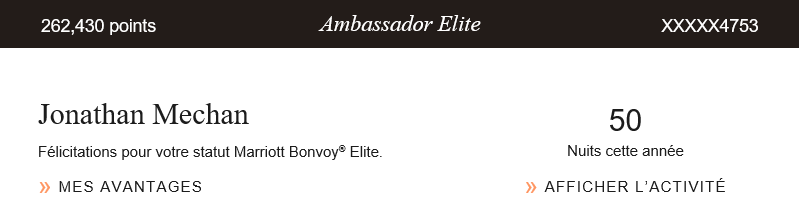 262,430 points
Ambassador Elite
XXXXX4753
Jonathan Mechan
Félicitations pour votre statut Marriott Bonvoy® Elite.
» MES AVANTAGES
50
Nuits cette année
» AFFICHER L’ACTIVITÉ